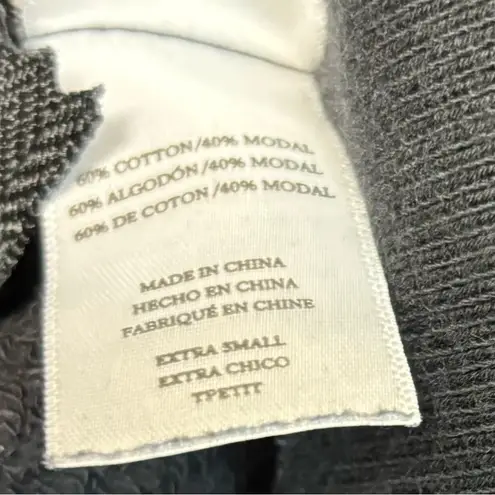 60% COTTON/40% MODAL
60% ALGODÓN/40% MODAL
60% DE COTON/40% MODAL
MADE IN CHINA
HECHO EN CHINA
FABRIQUÉ EN CHINE
EXTRA SMALL
EXTRA CHICO
TPETIT